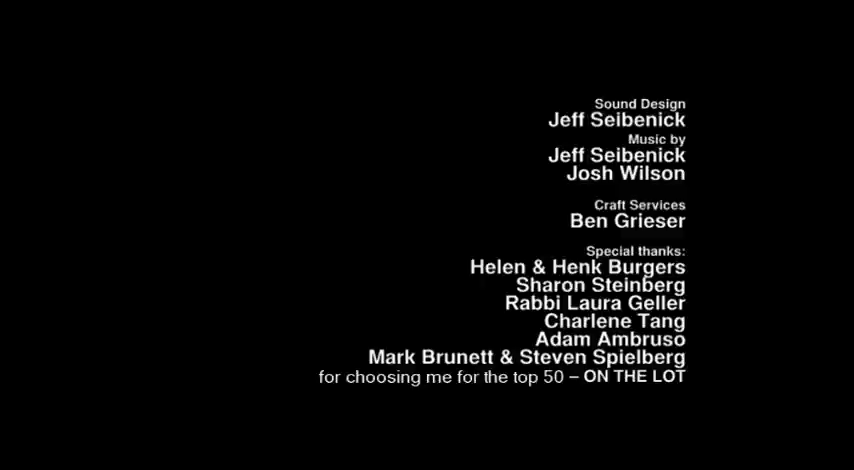 Sound Design
Jeff Seibenick
Music by
Jeff Seibenick
Josh Wilson
Craft Services
Ben Grieser
Special thanks:
Helen & Henk Burgers
Sharon Steinberg
Rabbi Laura Geller
Charlene Tang
Adam Ambruso
Mark Brunett & Steven Spielberg
for choosing me for the top 50 – ON THE LOT